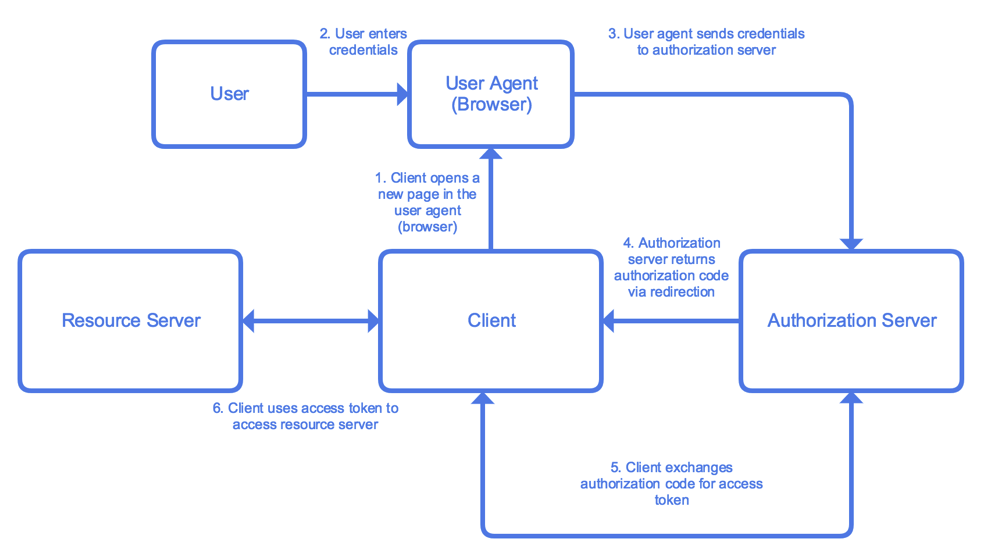 2. User enters
credentials
3. User agent sends credentials
to authorization server
User
User Agent
(Browser)
1. Client opens a
new page in the
user agent
(browser)
4. Authorization
server returns
authorization code
via redirection
Resource Server
Client
Authorization Server
6. Client uses access token to
access resource server
5. Client exchanges
authorization code for access
token